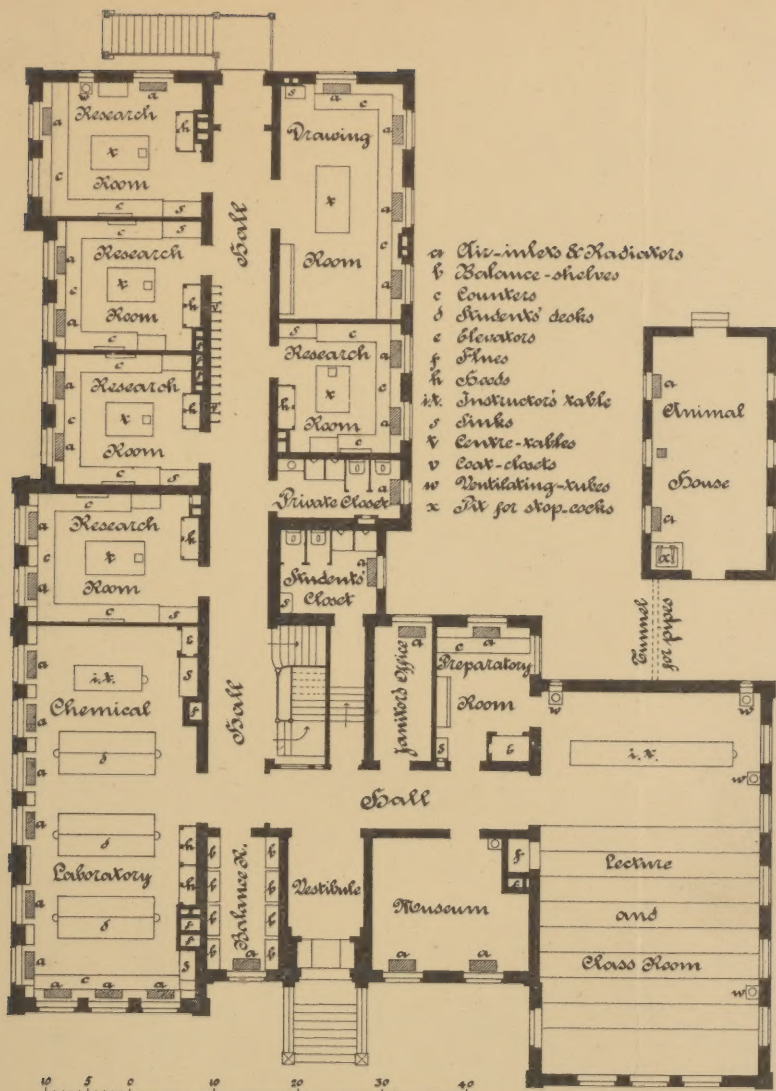 Research
Room
Drawing
Room
Research
Room
Research
Room
Research
Room
Research
Room
Hall
Private Closet
Students'
Closet
Janitor's Office
Preparatory
Room
Chemical
Laboratory
Hall
Hall
Balance R.
Vestibule
Museum
Lecture
and
Class Room
Animal
House
Tunnel
for pipes
a Air-inlets & Radiators
b Balance-shelves
c Counters
d Students' desks
e Elevators
f Flues
h Hoods
i.t. Instructor's table
s Sinks
t Centre-tables
v Coat-closets
w Ventilating-tubes
x Pit for stop-cocks
i.t.
i.t.
10 5 0 10 20 30 40